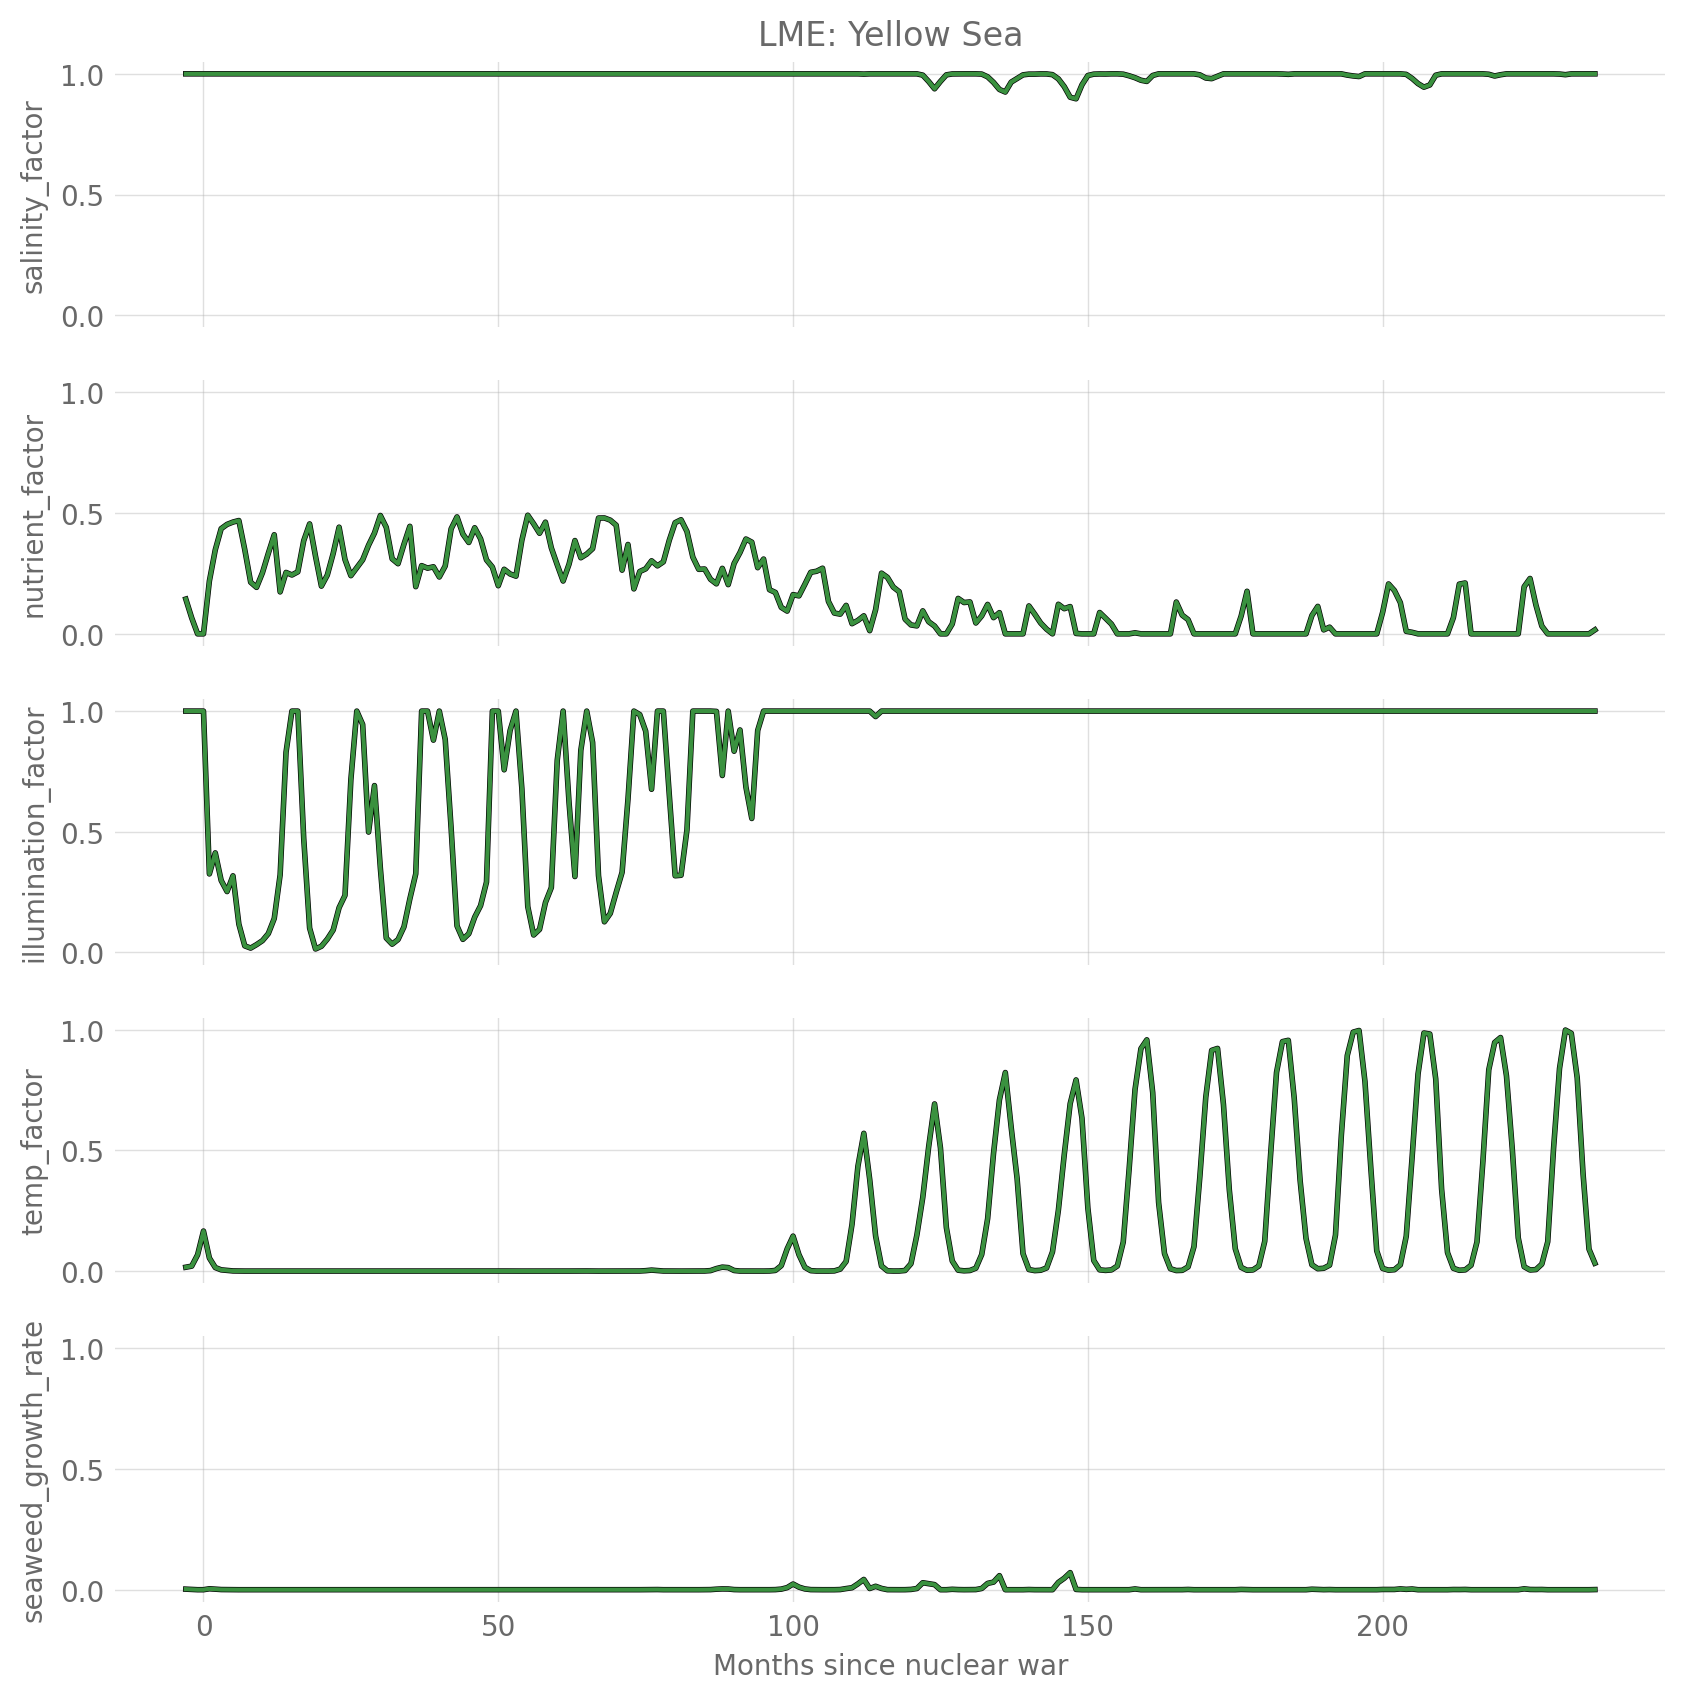 LME: Yellow Sea
1.0
0.5
0.0
salinity_factor
1.0
0.5
0.0
nutrient_factor
1.0
0.5
0.0
illumination_factor
1.0
0.5
0.0
temp_factor
1.0
0.5
0.0
seaweed_growth_rate
0 50 100 150 200
Months since nuclear war